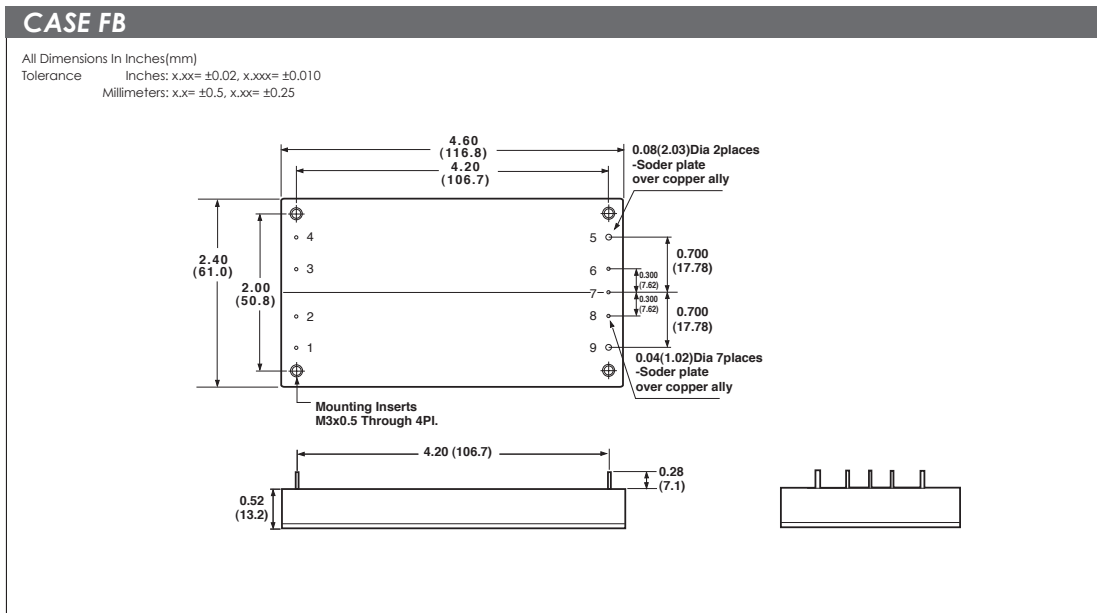 CASE FB
All Dimensions In Inches(mm)
Tolerance Inches: x.xx= ±0.02, x.xxx= ±0.010
Millimeters: x.x= ±0.5, x.xx= ±0.25
4.60
(116.8)
4.20
(106.7)
0.08(2.03)Dia 2places
-Soder plate
over copper ally
2.40
(61.0)
2.00
(50.8)
4
3
2
1
5
6
7
8
9
0.300
(7.62)
0.300
(7.62)
0.700
(17.78)
0.700
(17.78)
0.04(1.02)Dia 7places
-Soder plate
over copper ally
Mounting Inserts
M3x0.5 Through 4Pl.
4.20 (106.7)
0.28
(7.1)
0.52
(13.2)